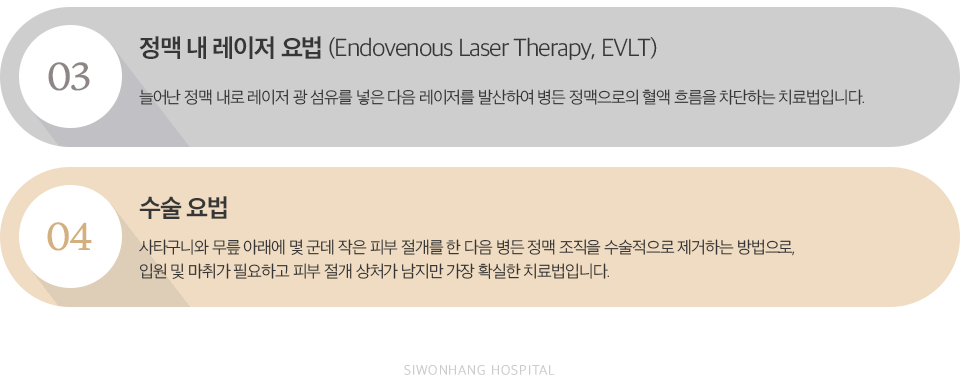 03
정맥 내 레이저 요법 (Endovenous Laser Therapy, EVLT)
늘어난 정맥 내로 레이저 광 섬유를 넣은 다음 레이저를 발산하여 병든 정맥으로의 혈액 흐름을 차단하는 치료법입니다.
04
수술 요법
사타구니와 무릎 아래에 몇 군데 작은 피부 절개를 한 다음 병든 정맥 조직을 수술적으로 제거하는 방법으로,
입원 및 마취가 필요하고 피부 절개 상처가 남지만 가장 확실한 치료법입니다.
SIWONHANG HOSPITAL